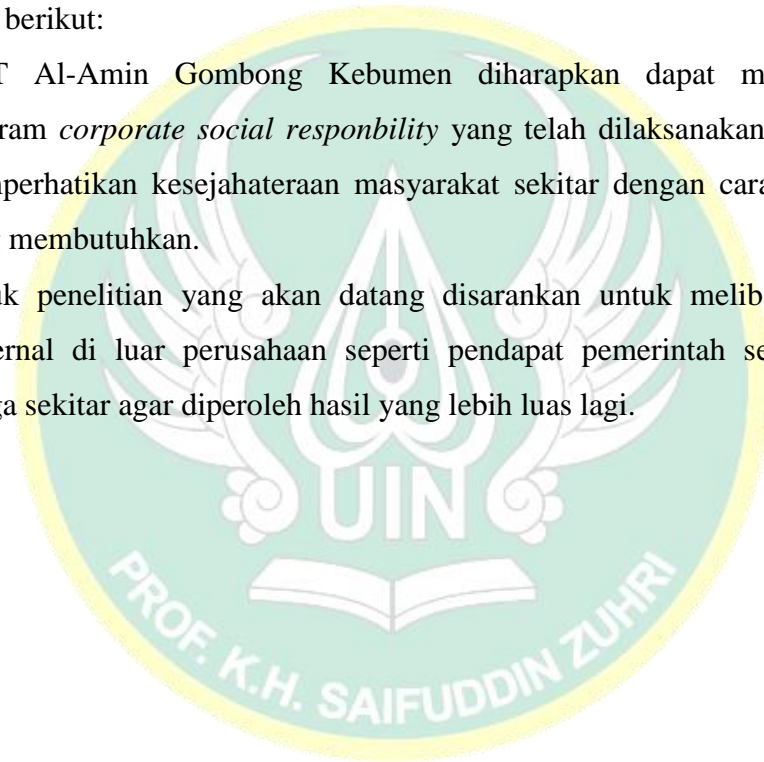 berikut:
T Al-Amin Gombong Kebumen diharapkan dapat m
ram corporate social responbility yang telah dilaksanakan
perhatikan kesejahateraan masyarakat sekitar dengan cara
membutuhkan.
uk penelitian yang akan datang disarankan untuk melib
ernal di luar perusahaan seperti pendapat pemerintah se
ga sekitar agar diperoleh hasil yang lebih luas lagi.
UIN
PROF. K.H. SAIFUDDIN ZUHRI